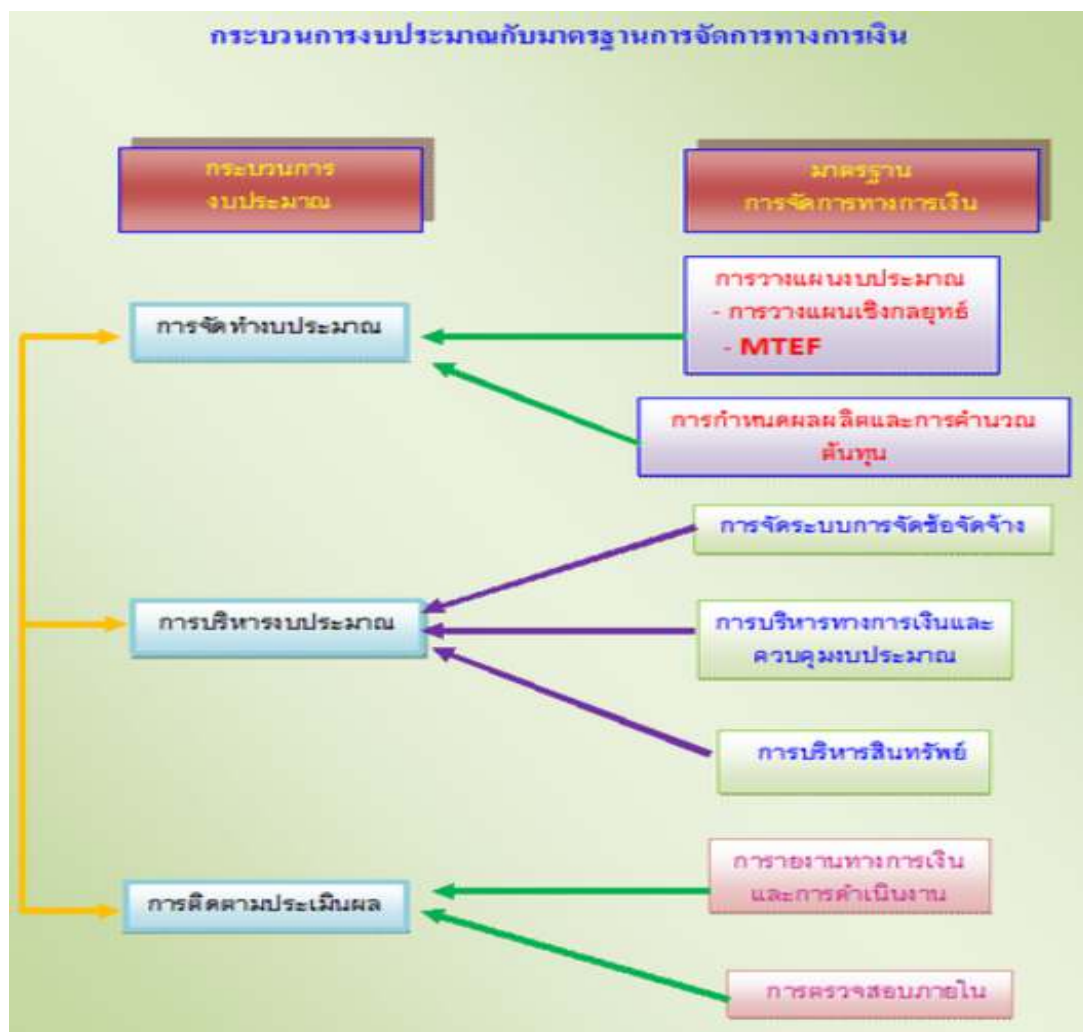 กระบวนการงบประมาณกับมาตรฐานการจัดการทางการเงิน
กระบวนการ
งบประมาณ
มาตรฐาน
การจัดการทางการเงิน
การจัดทำงบประมาณ
การวางแผนงบประมาณ
- การวางแผนเชิงกลยุทธ์
- MTEF
การกำหนดผลผลิตและการคำนวณ
ต้นทุน
การบริหารงบประมาณ
การจัดระบบการจัดซื้อจัดจ้าง
การบริหารทางการเงินและ
ควบคุมงบประมาณ
การบริหารสินทรัพย์
การติดตามประเมินผล
การายงานทางการเงิน
และการดำเนินงาน
การตรวจสอบภายใน